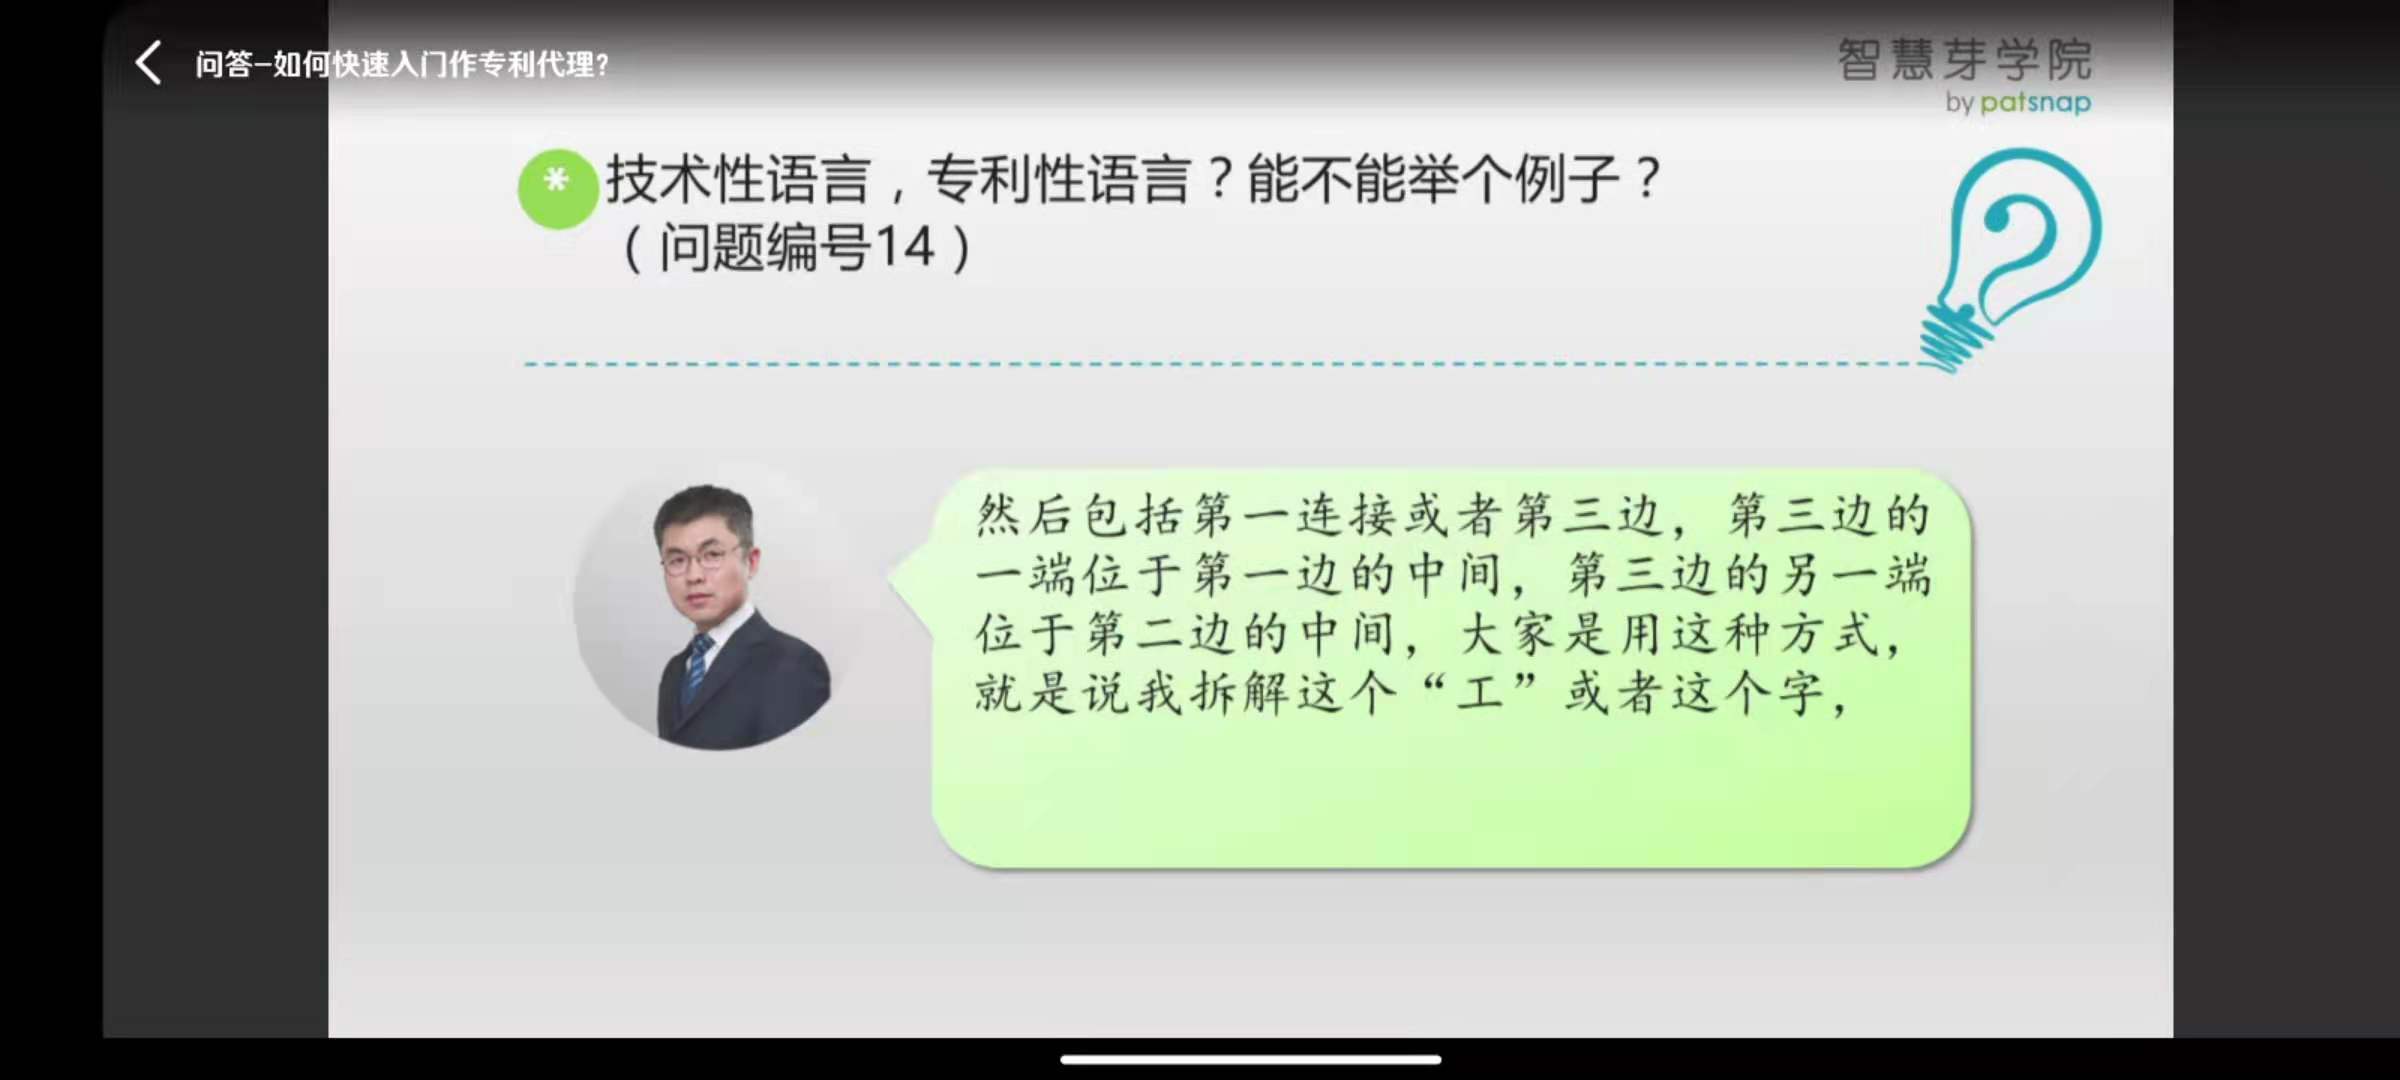 问答-如何快速入门作专利代理?
智慧芽学院
by patsnap
*技术性语言，专利性语言？能不能举个例子？
（问题编号14）
然后包括第一连接或者第三边，第三边的
一端位于第一边的中间，第三边的另一端
位于第二边的中间，大家是用这种方式，
就是说我拆解这个“工”或者这个字，